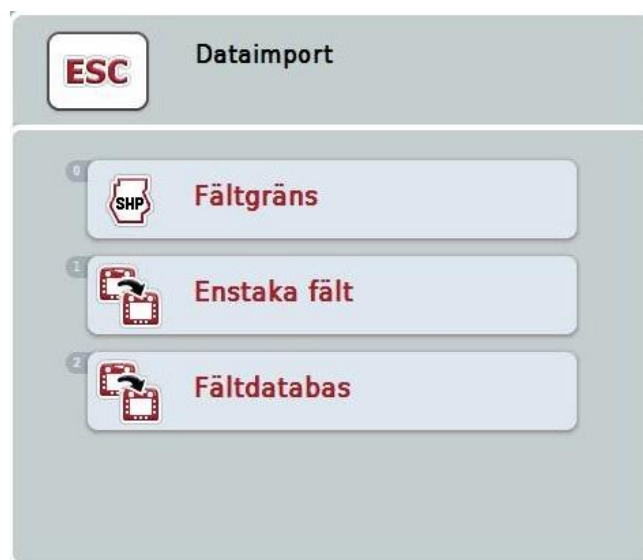 ESC
Dataimport
0
SHP
Fältgräns
1
Enstaka fält
2
Fältdatabas